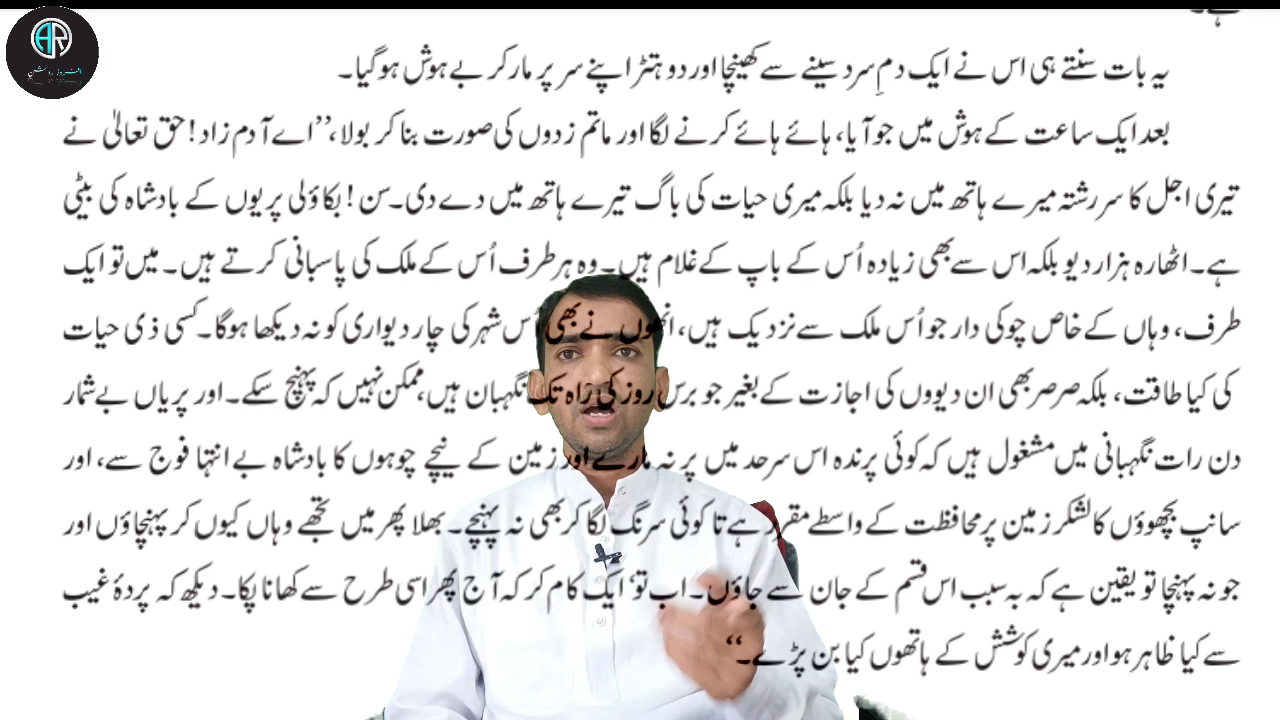 ہے۔
یہ بات سنتے ہی اس نے ایک دمِ سرد سینے سے کھینچا اور دو ہتڑ اپنے سر پر مار کر بے ہوش ہوگیا۔
بعد ایک ساعت کے ہوش میں جو آیا، ہائے ہائے کرنے لگا اور ماتم زدوں کی صورت بنا کر بولا،’’اے آدم زاد! حق تعالیٰ نے
تیری اجل کا سر رشتہ میرے ہاتھ میں نہ دیا بلکہ میری حیات کی باگ تیرے ہاتھ میں دے دی۔ سن! بکاؤلی پریوں کے بادشاہ کی بیٹی
ہے۔ اٹھارہ ہزار دیو بلکہ اس سے بھی زیادہ اُس کے باپ کے غلام ہیں۔ وہ ہر طرف اُس کے ملک کی پاسبانی کرتے ہیں۔ میں تو ایک
طرف، وہاں کے خاص چوکی دار جو اُس ملک سے نزدیک ہیں، انھوں نے بھی اُس شہر کی چار دیواری کو نہ دیکھا ہوگا۔ کسی ذی حیات
کی کیا طاقت، بلکہ صرصر بھی ان دیووں کی اجازت کے بغیر جو برس روز کی راہ تک نگہبان ہیں، ممکن نہیں کہ پہنچ سکے۔ اور پریاں بے شمار
دن رات نگہبانی میں مشغول ہیں کہ کوئی پرندہ اس سرحد میں پر نہ مارے اور زمین کے نیچے چوہوں کا بادشاہ بے انتہا فوج سے، اور
سانپ بچھوؤں کا لشکر زمین پر محافظت کے واسطے مقرر ہے تا کوئی سرنگ لگا کر بھی نہ پہنچے۔ بھلا پھر میں تجھے وہاں کیوں کر پہنچاؤں اور
جو نہ پہنچا تو یقین ہے کہ بہ سبب اس قسم کے جان سے جاؤں۔ اب تو‘ ایک کام کر کہ آج پھر اسی طرح سے کھانا پکا۔ دیکھ کہ پردۂ غیب
سے کیا ظاہر ہو اور میری کوشش کے ہاتھوں کیا بن پڑے۔‘‘
AR
افروز روشن